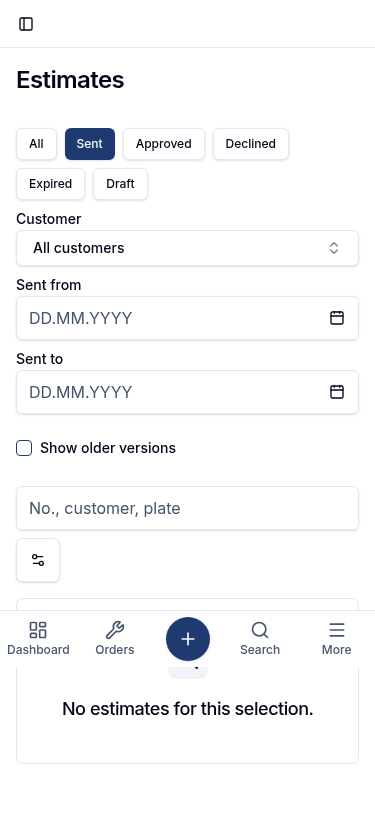 Estimates
All
Sent
Approved
Declined
Expired
Draft
Customer
All customers
Sent from
DD.MM.YYYY
Sent to
DD.MM.YYYY
Show older versions
No., customer, plate
Dashboard
Orders
Search
More
No estimates for this selection.